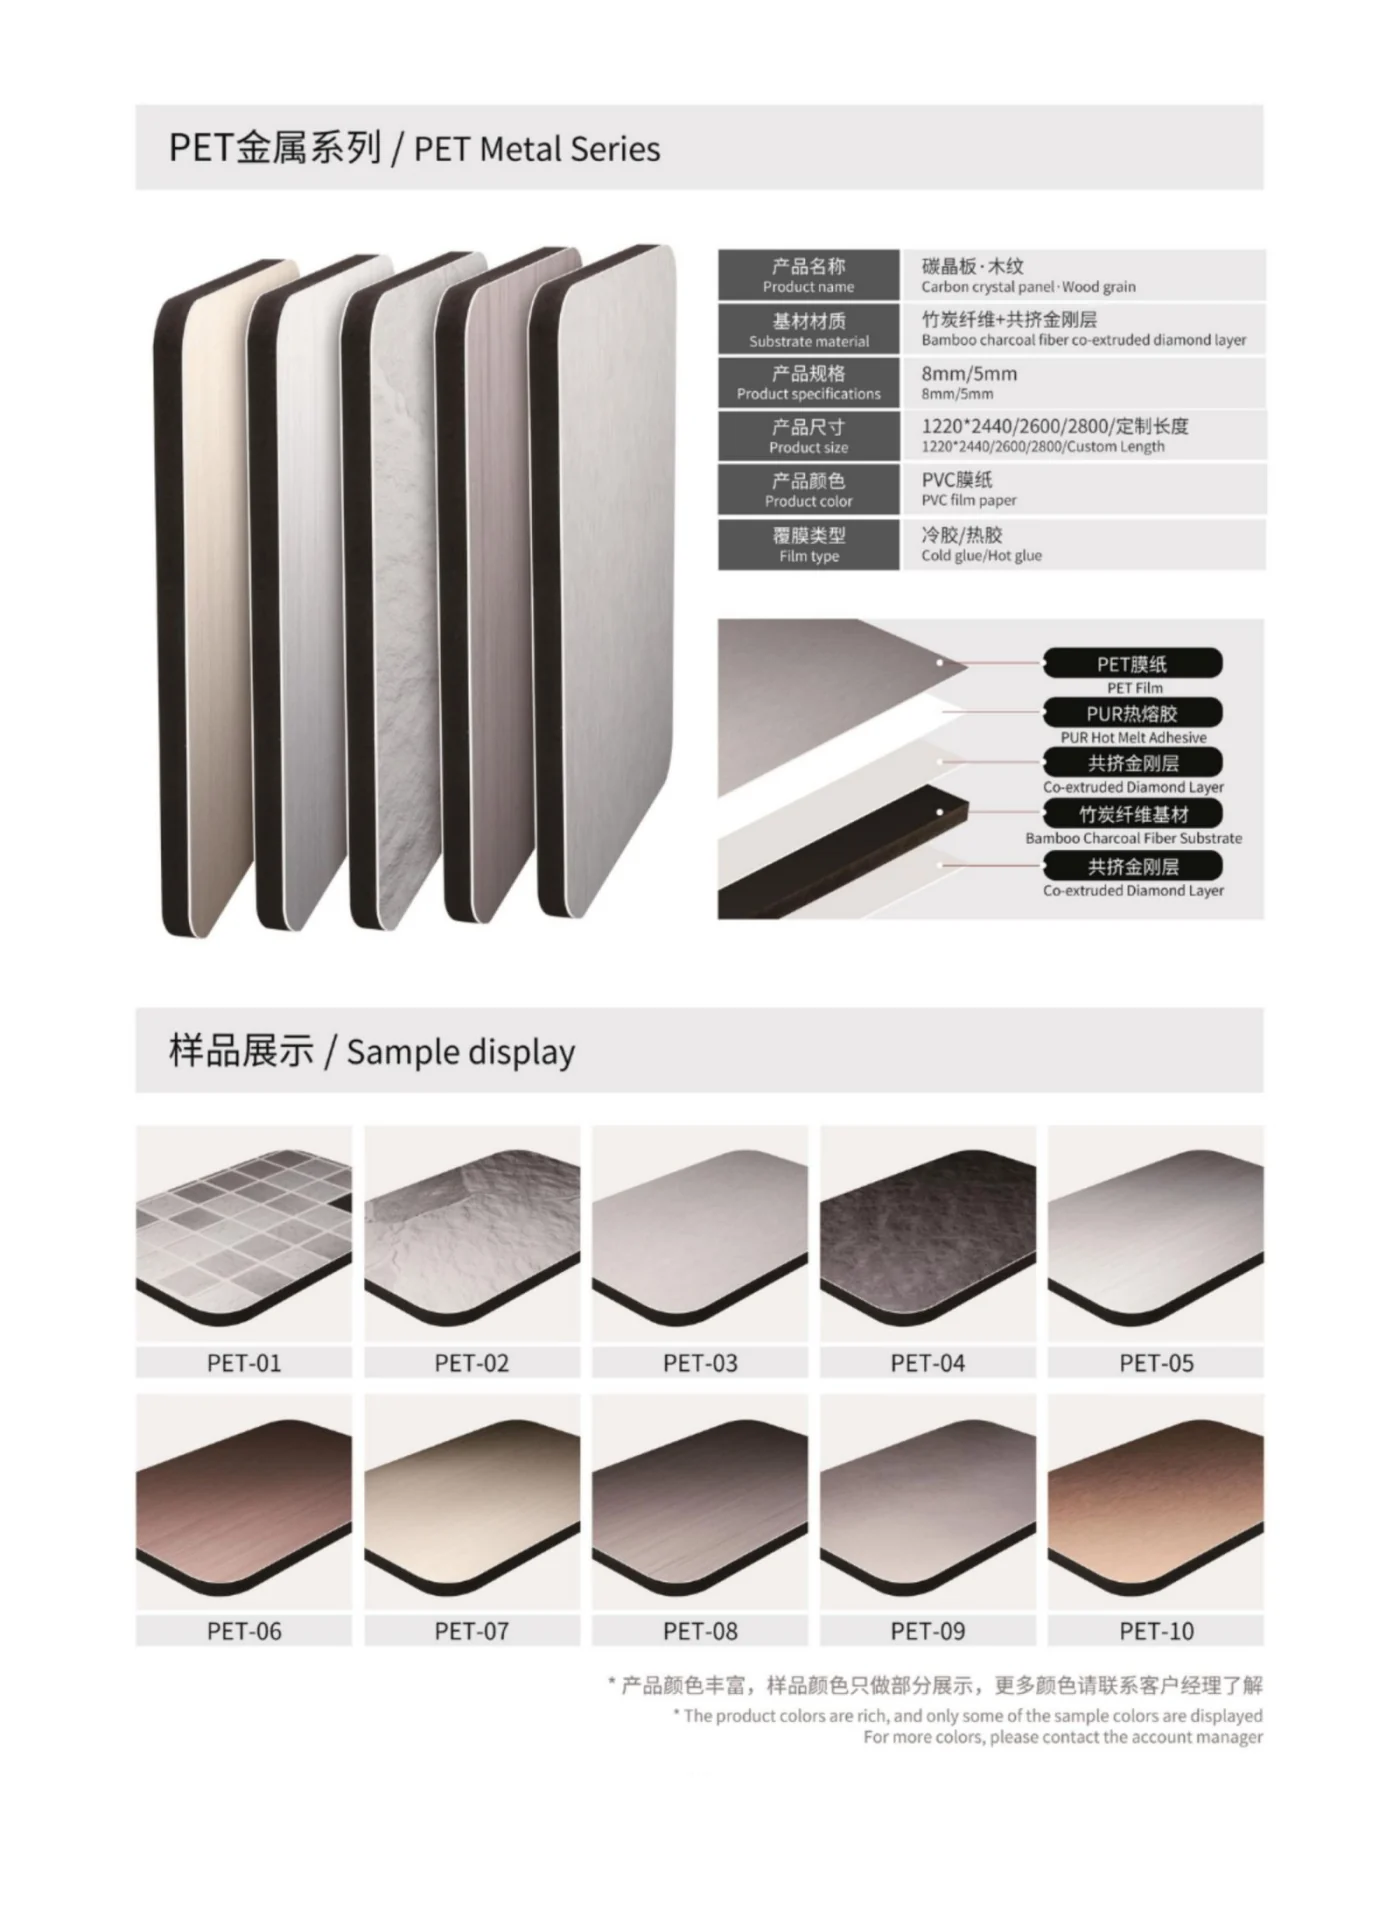 PET金属系列 / PET Metal Series
产品名称
Product name
碳晶板·木纹
Carbon crystal panel·Wood grain
基材材质
Substrate material
竹炭纤维+共挤金刚层
Bamboo charcoal fiber co-extruded diamond layer
产品规格
Product specifications
8mm/5mm
8mm/5mm
产品尺寸
Product size
1220*2440/2600/2800/定制长度
1220*2440/2600/2800/Custom Length
产品颜色
Product color
PVC膜纸
PVC film paper
覆膜类型
Film type
冷胶/热胶
Cold glue/Hot glue
PET膜纸
PET Film
PUR热熔胶
PUR Hot Melt Adhesive
共挤金刚层
Co-extruded Diamond Layer
竹炭纤维基材
Bamboo Charcoal Fiber Substrate
共挤金刚层
Co-extruded Diamond Layer
样品展示 / Sample display
PET-01
PET-02
PET-03
PET-04
PET-05
PET-06
PET-07
PET-08
PET-09
PET-10
* 产品颜色丰富，样品颜色只做部分展示，更多颜色请联系客户经理了解
* The product colors are rich, and only some of the sample colors are displayed
For more colors, please contact the account manager